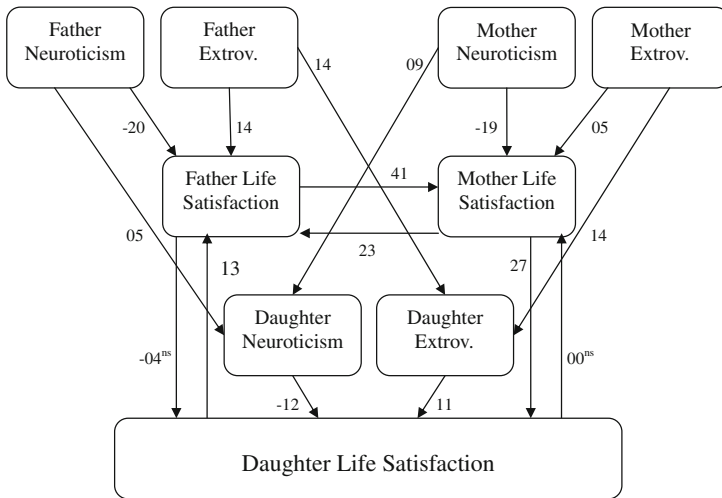 Father
Neuroticism
Father
Extrov.
Mother
Neuroticism
Mother
Extrov.
14
09
-20
14
-19
05
Father Life
Satisfaction
41
Mother Life
Satisfaction
05
13
23
27
14
Daughter
Neuroticism
Daughter
Extrov.
-04ns
00ns
-12
11
Daughter Life Satisfaction